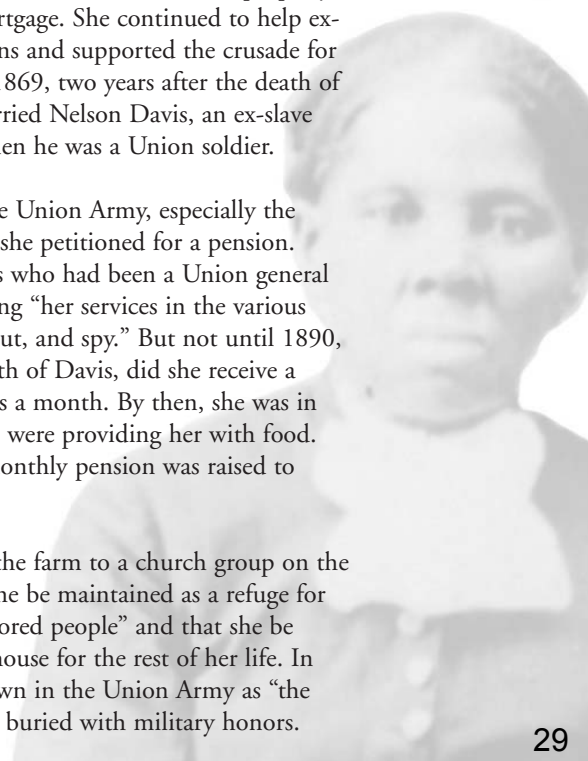 rtgage. She continued to help ex-
ns and supported the crusade for
1869, two years after the death of
rried Nelson Davis, an ex-slave
hen he was a Union soldier.
e Union Army, especially the
she petitioned for a pension.
s who had been a Union general
ng “her services in the various
ut, and spy.” But not until 1890,
th of Davis, did she receive a
s a month. By then, she was in
were providing her with food.
onthly pension was raised to
the farm to a church group on the
me be maintained as a refuge for
ored people” and that she be
house for the rest of her life. In
wn in the Union Army as “the
buried with military honors.
29